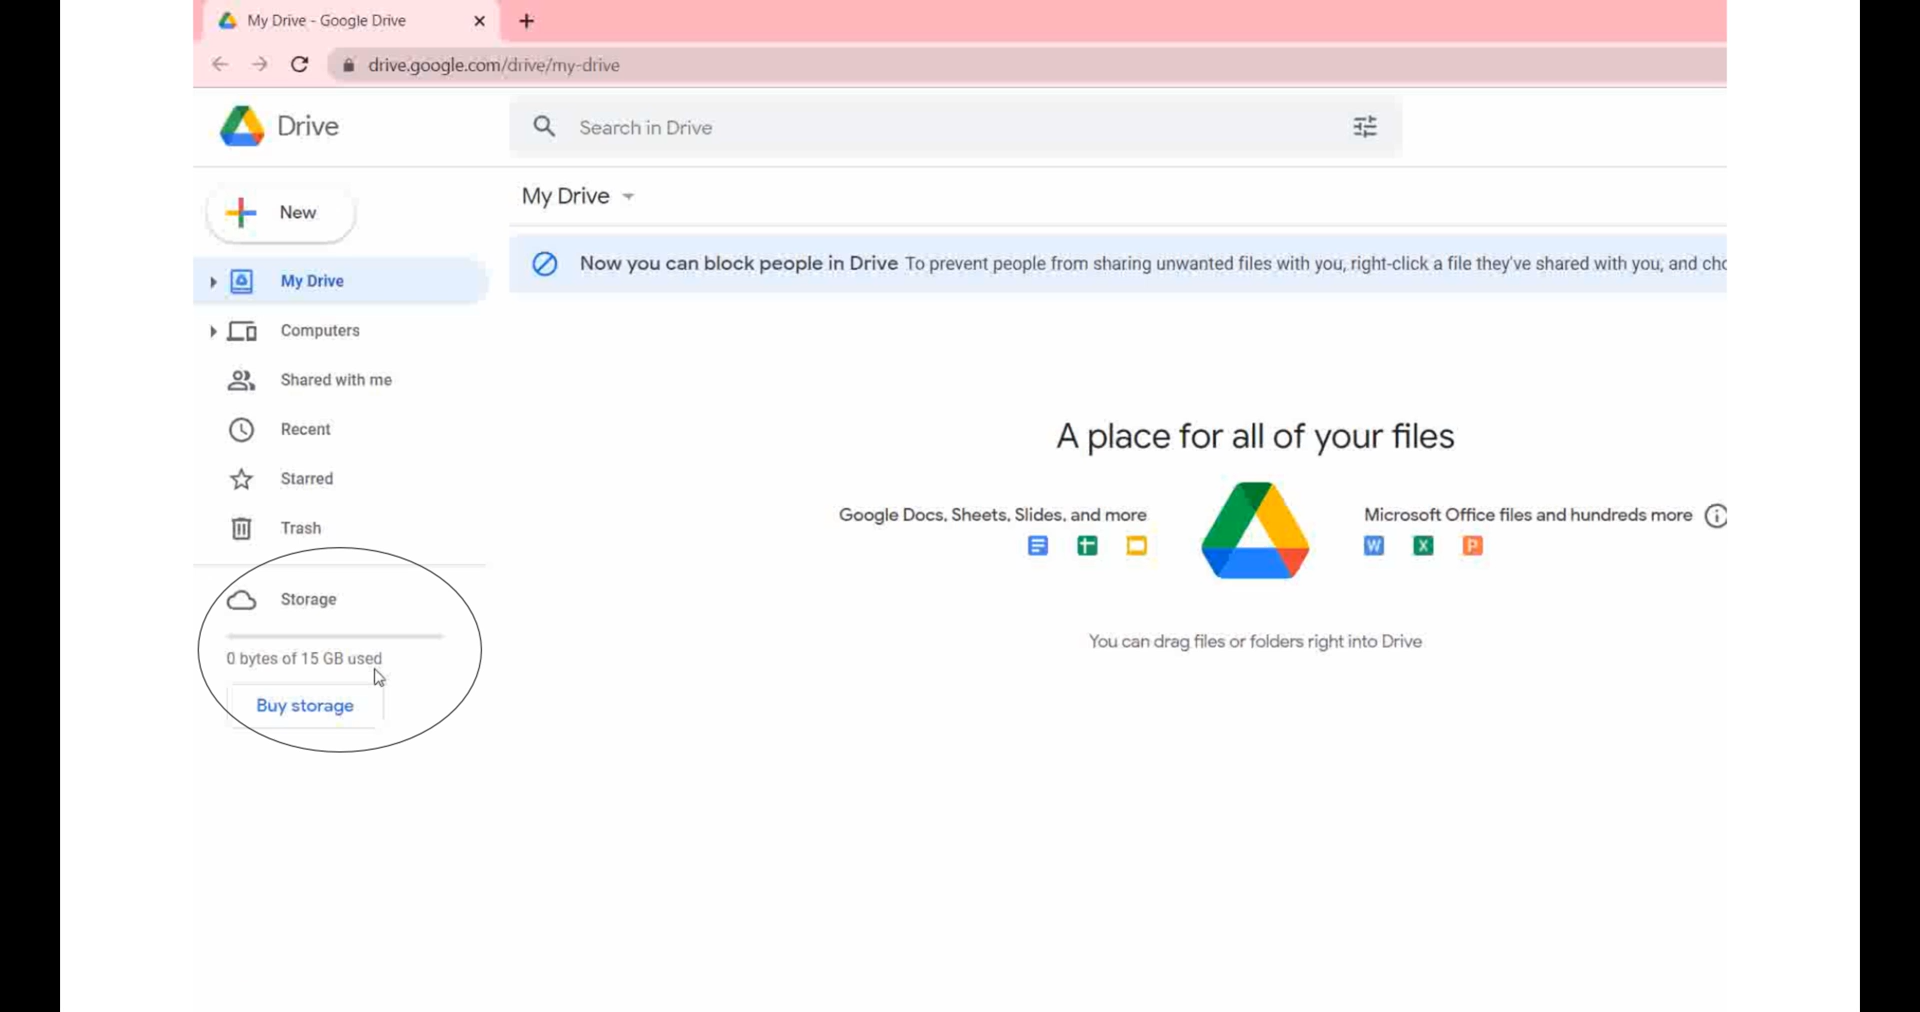 My Drive - Google Drive
drive.google.com/drive/my-drive
Drive
Search in Drive
New
My Drive
Now you can block people in Drive To prevent people from sharing unwanted files with you, right-click a file they've shared with you, and
My Drive
Computers
Shared with me
Recent
Starred
Trash
Storage
0 bytes of 15 GB used
Buy storage
A place for all of your files
Google Docs, Sheets, Slides, and more
Microsoft Office files and hundreds more
W X P
You can drag files or folders right into Drive